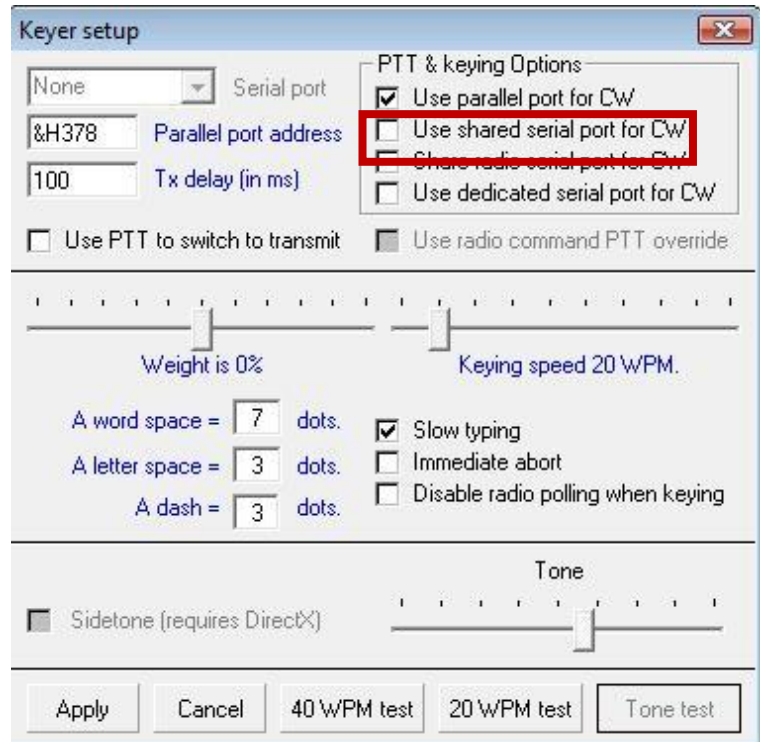 Keyer setup
None Serial port
&H378 Parallel port address
100 Tx delay (in ms)
PTT & keying Options
Use parallel port for CW
Use shared serial port for CW
Share radio serial port for CW
Use dedicated serial port for CW
Use PTT to switch to transmit
Use radio command PTT override
Weight is 0%
Keying speed 20 WPM.
A word space = 7 dots.
A letter space = 3 dots.
A dash = 3 dots.
Slow typing
Immediate abort
Disable radio polling when keying
Sidetone (requires DirectX)
Tone
Apply
Cancel
40 WPM test
20 WPM test
Tone test